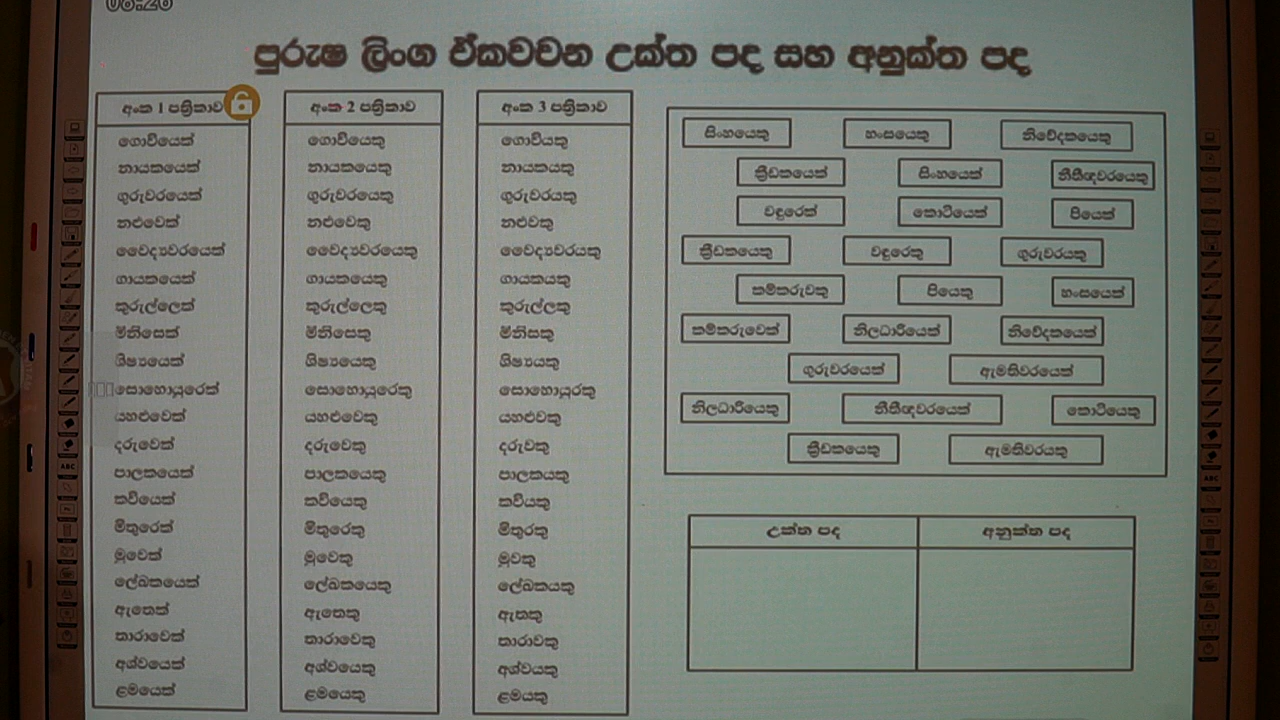 08:26
පුරුෂ ලිංග ඒකවචන උක්ත පද සහ අනුක්ත පද
අංක 1 පත්‍රිකාව
ගොවියෙක්
නායකයෙක්
ගුරුවරයෙක්
නළුවෙක්
වෛද්‍යවරයෙක්
ගායකයෙක්
කුරුල්ලෙක්
මිනිසෙක්
ශිෂ්‍යයෙක්
සොහොයුරෙක්
යහළුවෙක්
දරුවෙක්
පාලකයෙක්
කවියෙක්
මිතුරෙක්
මුවෙක්
ලේඛකයෙක්
ඇතෙක්
තාරාවෙක්
අශ්වයෙක්
ළමයෙක්
අංක 2 පත්‍රිකාව
ගොවියෙකු
නායකයෙකු
ගුරුවරයෙකු
නළුවෙකු
වෛද්‍යවරයෙකු
ගායකයෙකු
කුරුල්ලෙකු
මිනිසෙකු
ශිෂ්‍යයෙකු
සොහොයුරෙකු
යහළුවෙකු
දරුවෙකු
පාලකයෙකු
කවියෙකු
මිතුරෙකු
මුවෙකු
ලේඛකයෙකු
ඇතෙකු
තාරාවෙකු
අශ්වයෙකු
ළමයෙකු
අංක 3 පත්‍රිකාව
ගොවියකු
නායකයකු
ගුරුවරයකු
නළුවකු
වෛද්‍යවරයකු
ගායකයකු
කුරුල්ලකු
මිනිසකු
ශිෂ්‍යයකු
සොහොයුරකු
යහළුවකු
දරුවකු
පාලකයකු
කවියකු
මිතුරකු
මුවකු
ලේඛකයකු
ඇතකු
තාරාවකු
අශ්වයකු
ළමයකු
සිංහයෙකු හංසයෙකු නිවේදකයෙකු
ක්‍රීඩකයෙක් සිංහයෙක් නීතිඥවරයෙකු
වඳුරෙක් කොටියෙක් පියෙක්
ක්‍රීඩකයෙකු වඳුරෙකු ගුරුවරයකු
කම්කරුවකු පියෙකු හංසයෙක්
කම්කරුවෙක් නිලධාරියෙක් නිවේදකයෙක්
ගුරුවරයෙක් ඇමතිවරයෙක්
නිලධාරියෙකු නීතිඥවරයෙක් කොටියෙකු
ක්‍රීඩකයෙකු ඇමතිවරයකු
උක්ත පද අනුක්ත පද
ABC ABC